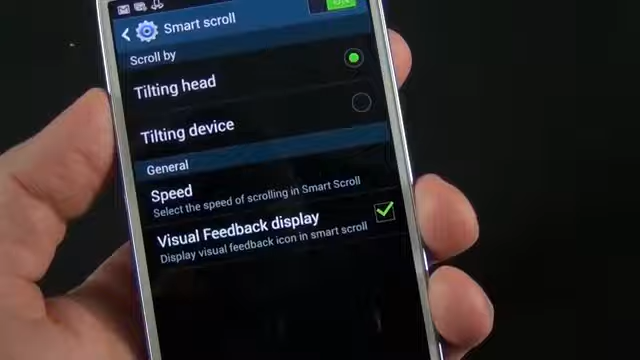 Smart scroll
Scroll by
Tilting head
Tilting device
General
Speed
Select the speed of scrolling in Smart Scroll
Visual Feedback display
Display visual feedback icon in smart scroll